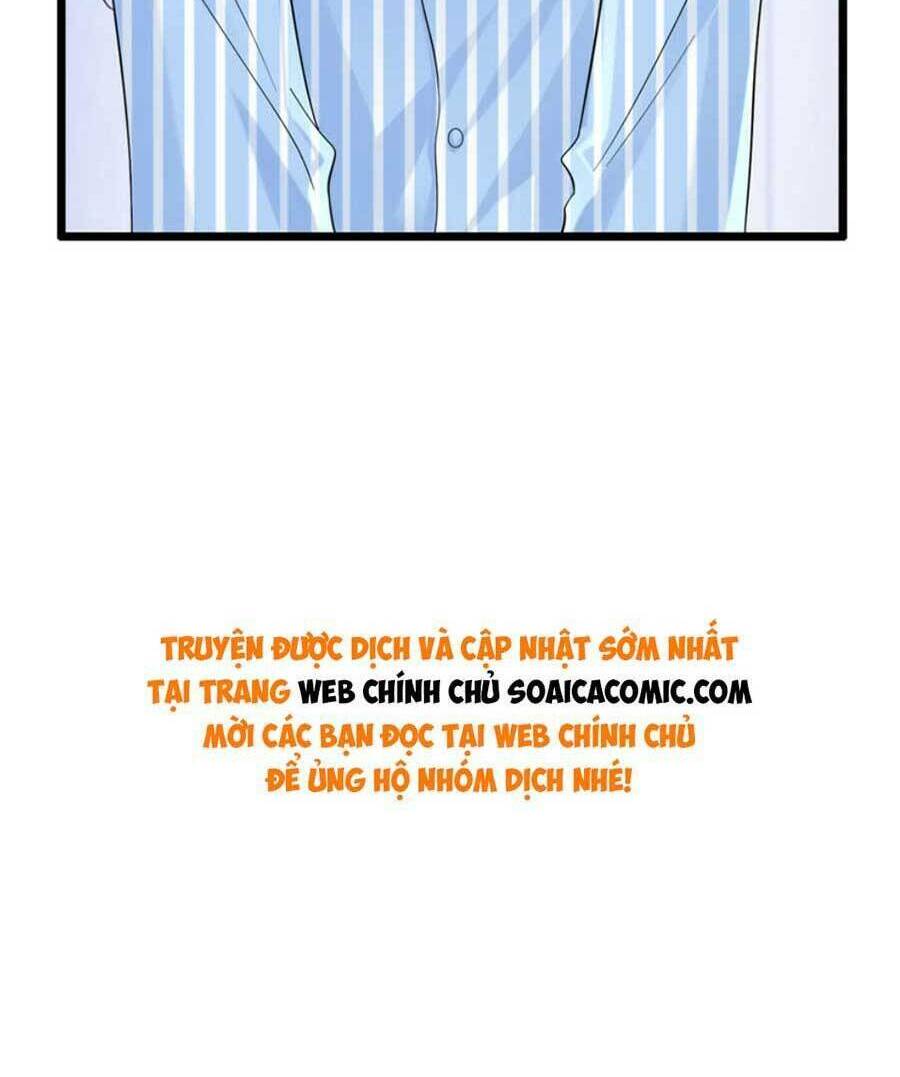 TRUYỆN ĐƯỢC DỊCH VÀ CẬP NHẬT SỚM NHẤT
TẠI TRANG WEB CHÍNH CHỦ SOAICACOMIC.COM
MỜI CÁC BẠN ĐỌC TẠI WEB CHÍNH CHỦ
ĐỂ ỦNG HỘ NHÓM DỊCH NHÉ!